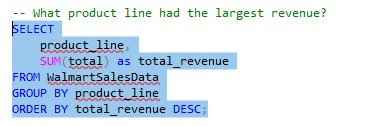 -- What product line had the largest revenue?
SELECT
    product_line,
    SUM(total) as total_revenue
FROM WalmartSalesData
GROUP BY product_line
ORDER BY total_revenue DESC;